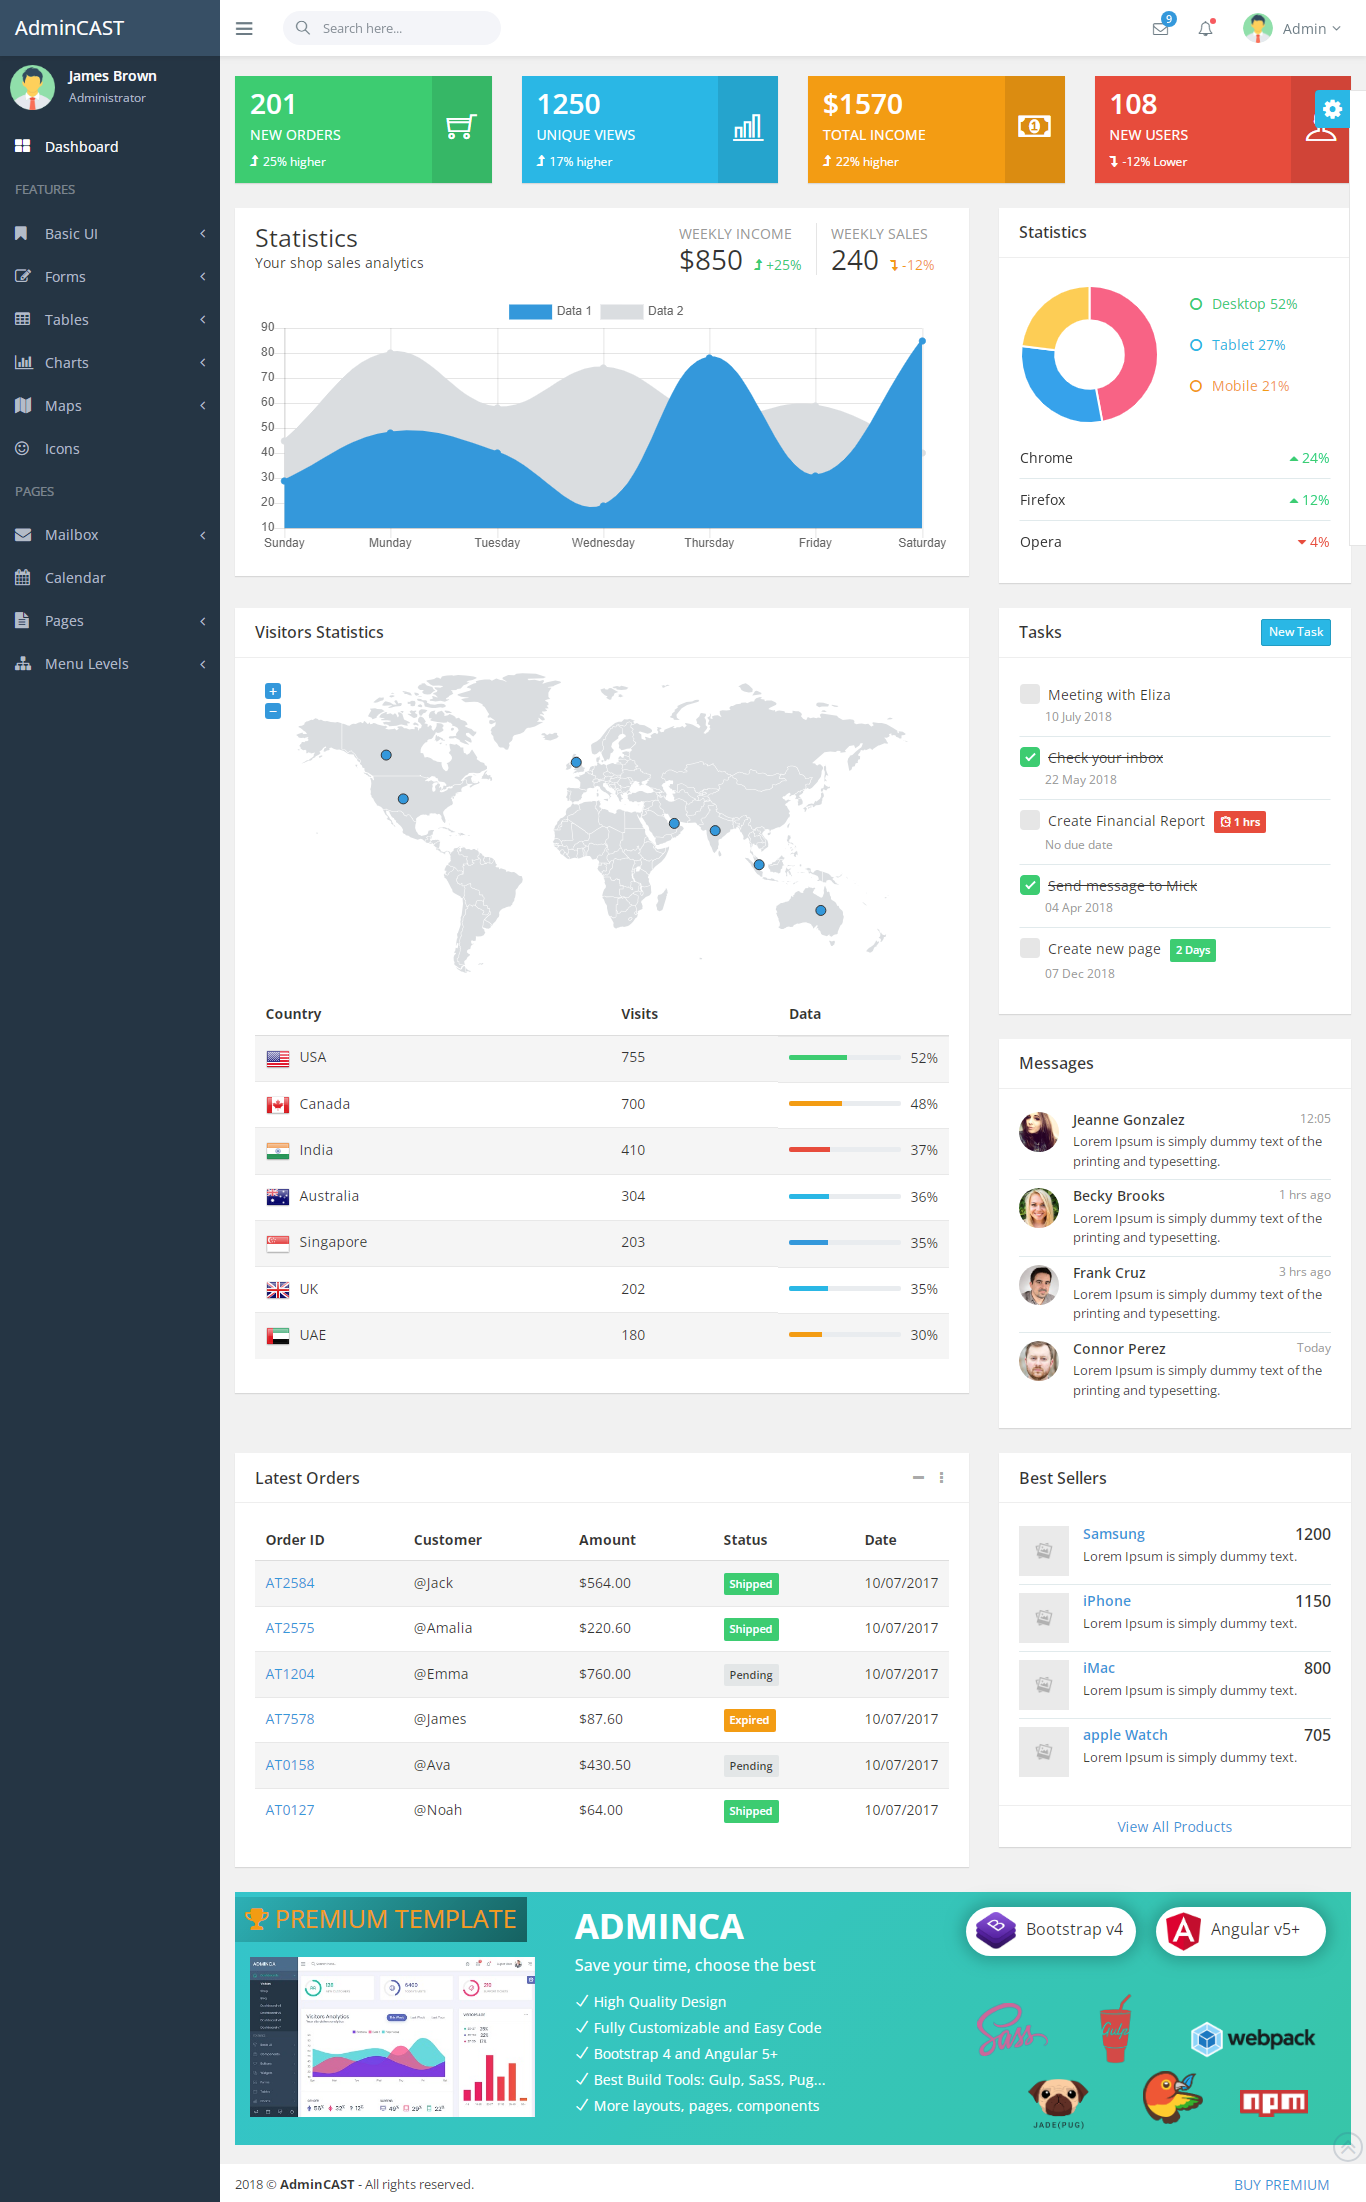 AdminCAST
Search here...
9
Admin
James Brown
Administrator
Dashboard
FEATURES
Basic UI
Forms
Tables
Charts
Maps
Icons
PAGES
Mailbox
Calendar
Pages
Menu Levels
201
NEW ORDERS
25% higher
1250
UNIQUE VIEWS
17% higher
$1570
TOTAL INCOME
22% higher
108
NEW USERS
-12% Lower
Statistics
Your shop sales analytics
WEEKLY INCOME
$850 +25%
WEEKLY SALES
240 -12%
Data 1 Data 2
90
80
70
60
50
40
30
20
10
Sunday Munday Tuesday Wednesday Thursday Friday Saturday
Statistics
Desktop 52%
Tablet 27%
Mobile 21%
Chrome 24%
Firefox 12%
Opera 4%
Visitors Statistics
+
−
Country Visits Data
USA 755 52%
Canada 700 48%
India 410 37%
Australia 304 36%
Singapore 203 35%
UK 202 35%
UAE 180 30%
Tasks New Task
Meeting with Eliza
10 July 2018
Check your inbox
22 May 2018
Create Financial Report 1 hrs
No due date
Send message to Mick
04 Apr 2018
Create new page 2 Days
07 Dec 2018
Messages
Jeanne Gonzalez 12:05
Lorem Ipsum is simply dummy text of the
printing and typesetting.
Becky Brooks 1 hrs ago
Lorem Ipsum is simply dummy text of the
printing and typesetting.
Frank Cruz 3 hrs ago
Lorem Ipsum is simply dummy text of the
printing and typesetting.
Connor Perez Today
Lorem Ipsum is simply dummy text of the
printing and typesetting.
Latest Orders
Order ID Customer Amount Status Date
AT2584 @Jack $564.00 Shipped 10/07/2017
AT2575 @Amalia $220.60 Shipped 10/07/2017
AT1204 @Emma $760.00 Pending 10/07/2017
AT7578 @James $87.60 Expired 10/07/2017
AT0158 @Ava $430.50 Pending 10/07/2017
AT0127 @Noah $64.00 Shipped 10/07/2017
Best Sellers
Samsung 1200
Lorem Ipsum is simply dummy text.
iPhone 1150
Lorem Ipsum is simply dummy text.
iMac 800
Lorem Ipsum is simply dummy text.
apple Watch 705
Lorem Ipsum is simply dummy text.
View All Products
PREMIUM TEMPLATE
ADMINCA
Visitors Analytics
ADMINCA
Save your time, choose the best
High Quality Design
Fully Customizable and Easy Code
Bootstrap 4 and Angular 5+
Best Build Tools: Gulp, SaSS, Pug...
More layouts, pages, components
B Bootstrap v4
A Angular v5+
Sass
Gulp
webpack
JADE(PUG)
npm
2018 © AdminCAST - All rights reserved.
BUY PREMIUM